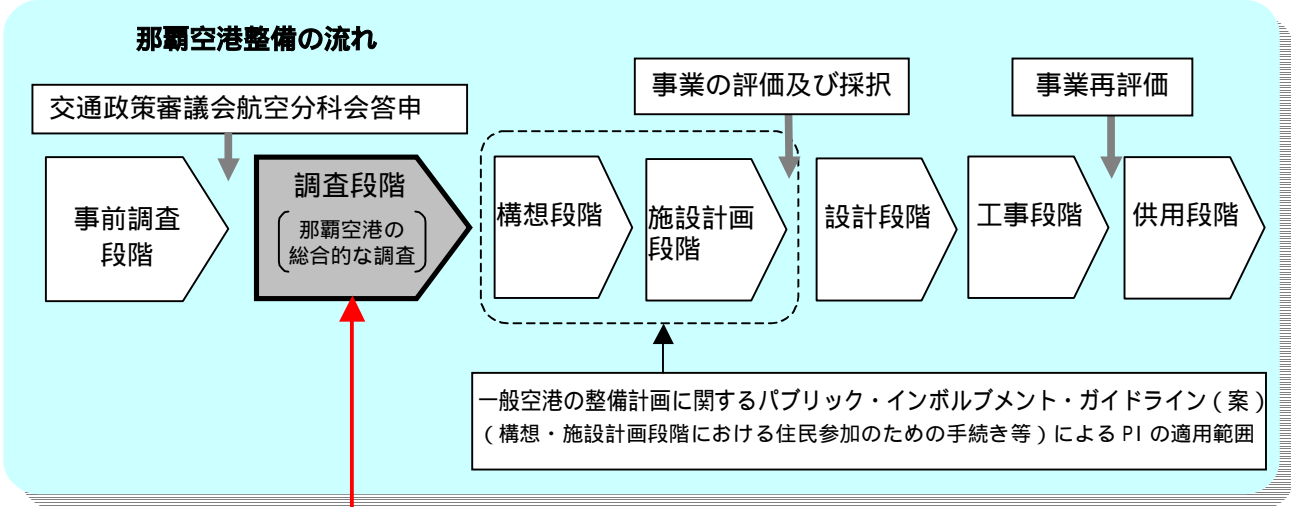 那覇空港整備の流れ
交通政策審議会航空分科会答申
事業の評価及び採択
事業再評価
事前調査
段階
調査段階
那覇空港の
総合的な調査
構想段階
施設計画
段階
設計段階
工事段階
供用段階
一般空港の整備計画に関するパブリック・インボルブメント・ガイドライン(案)
(構想・施設計画段階における住民参加のための手続き等)によるPIの適用範囲